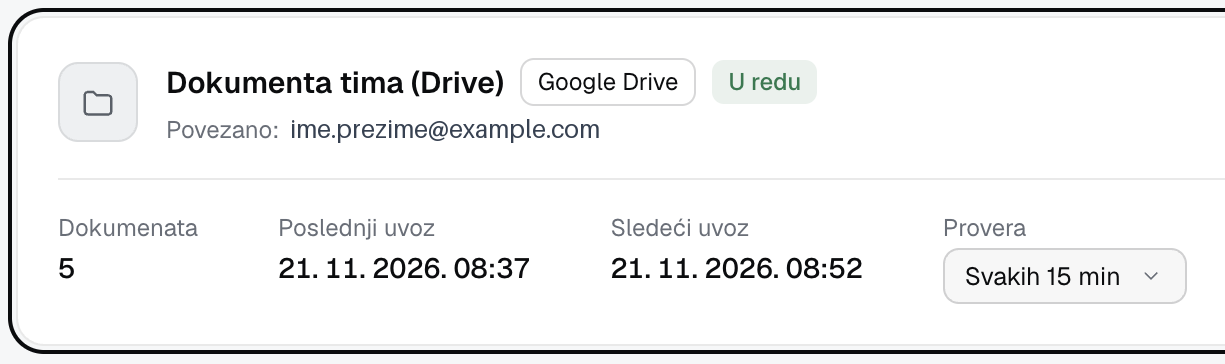 Dokumenta tima (Drive) Google Drive U redu
Povezano: ime.prezime@example.com
Dokumenata Poslednji uvoz Sledeći uvoz Provera
5 21. 11. 2026. 08:37 21. 11. 2026. 08:52 Svakih 15 min